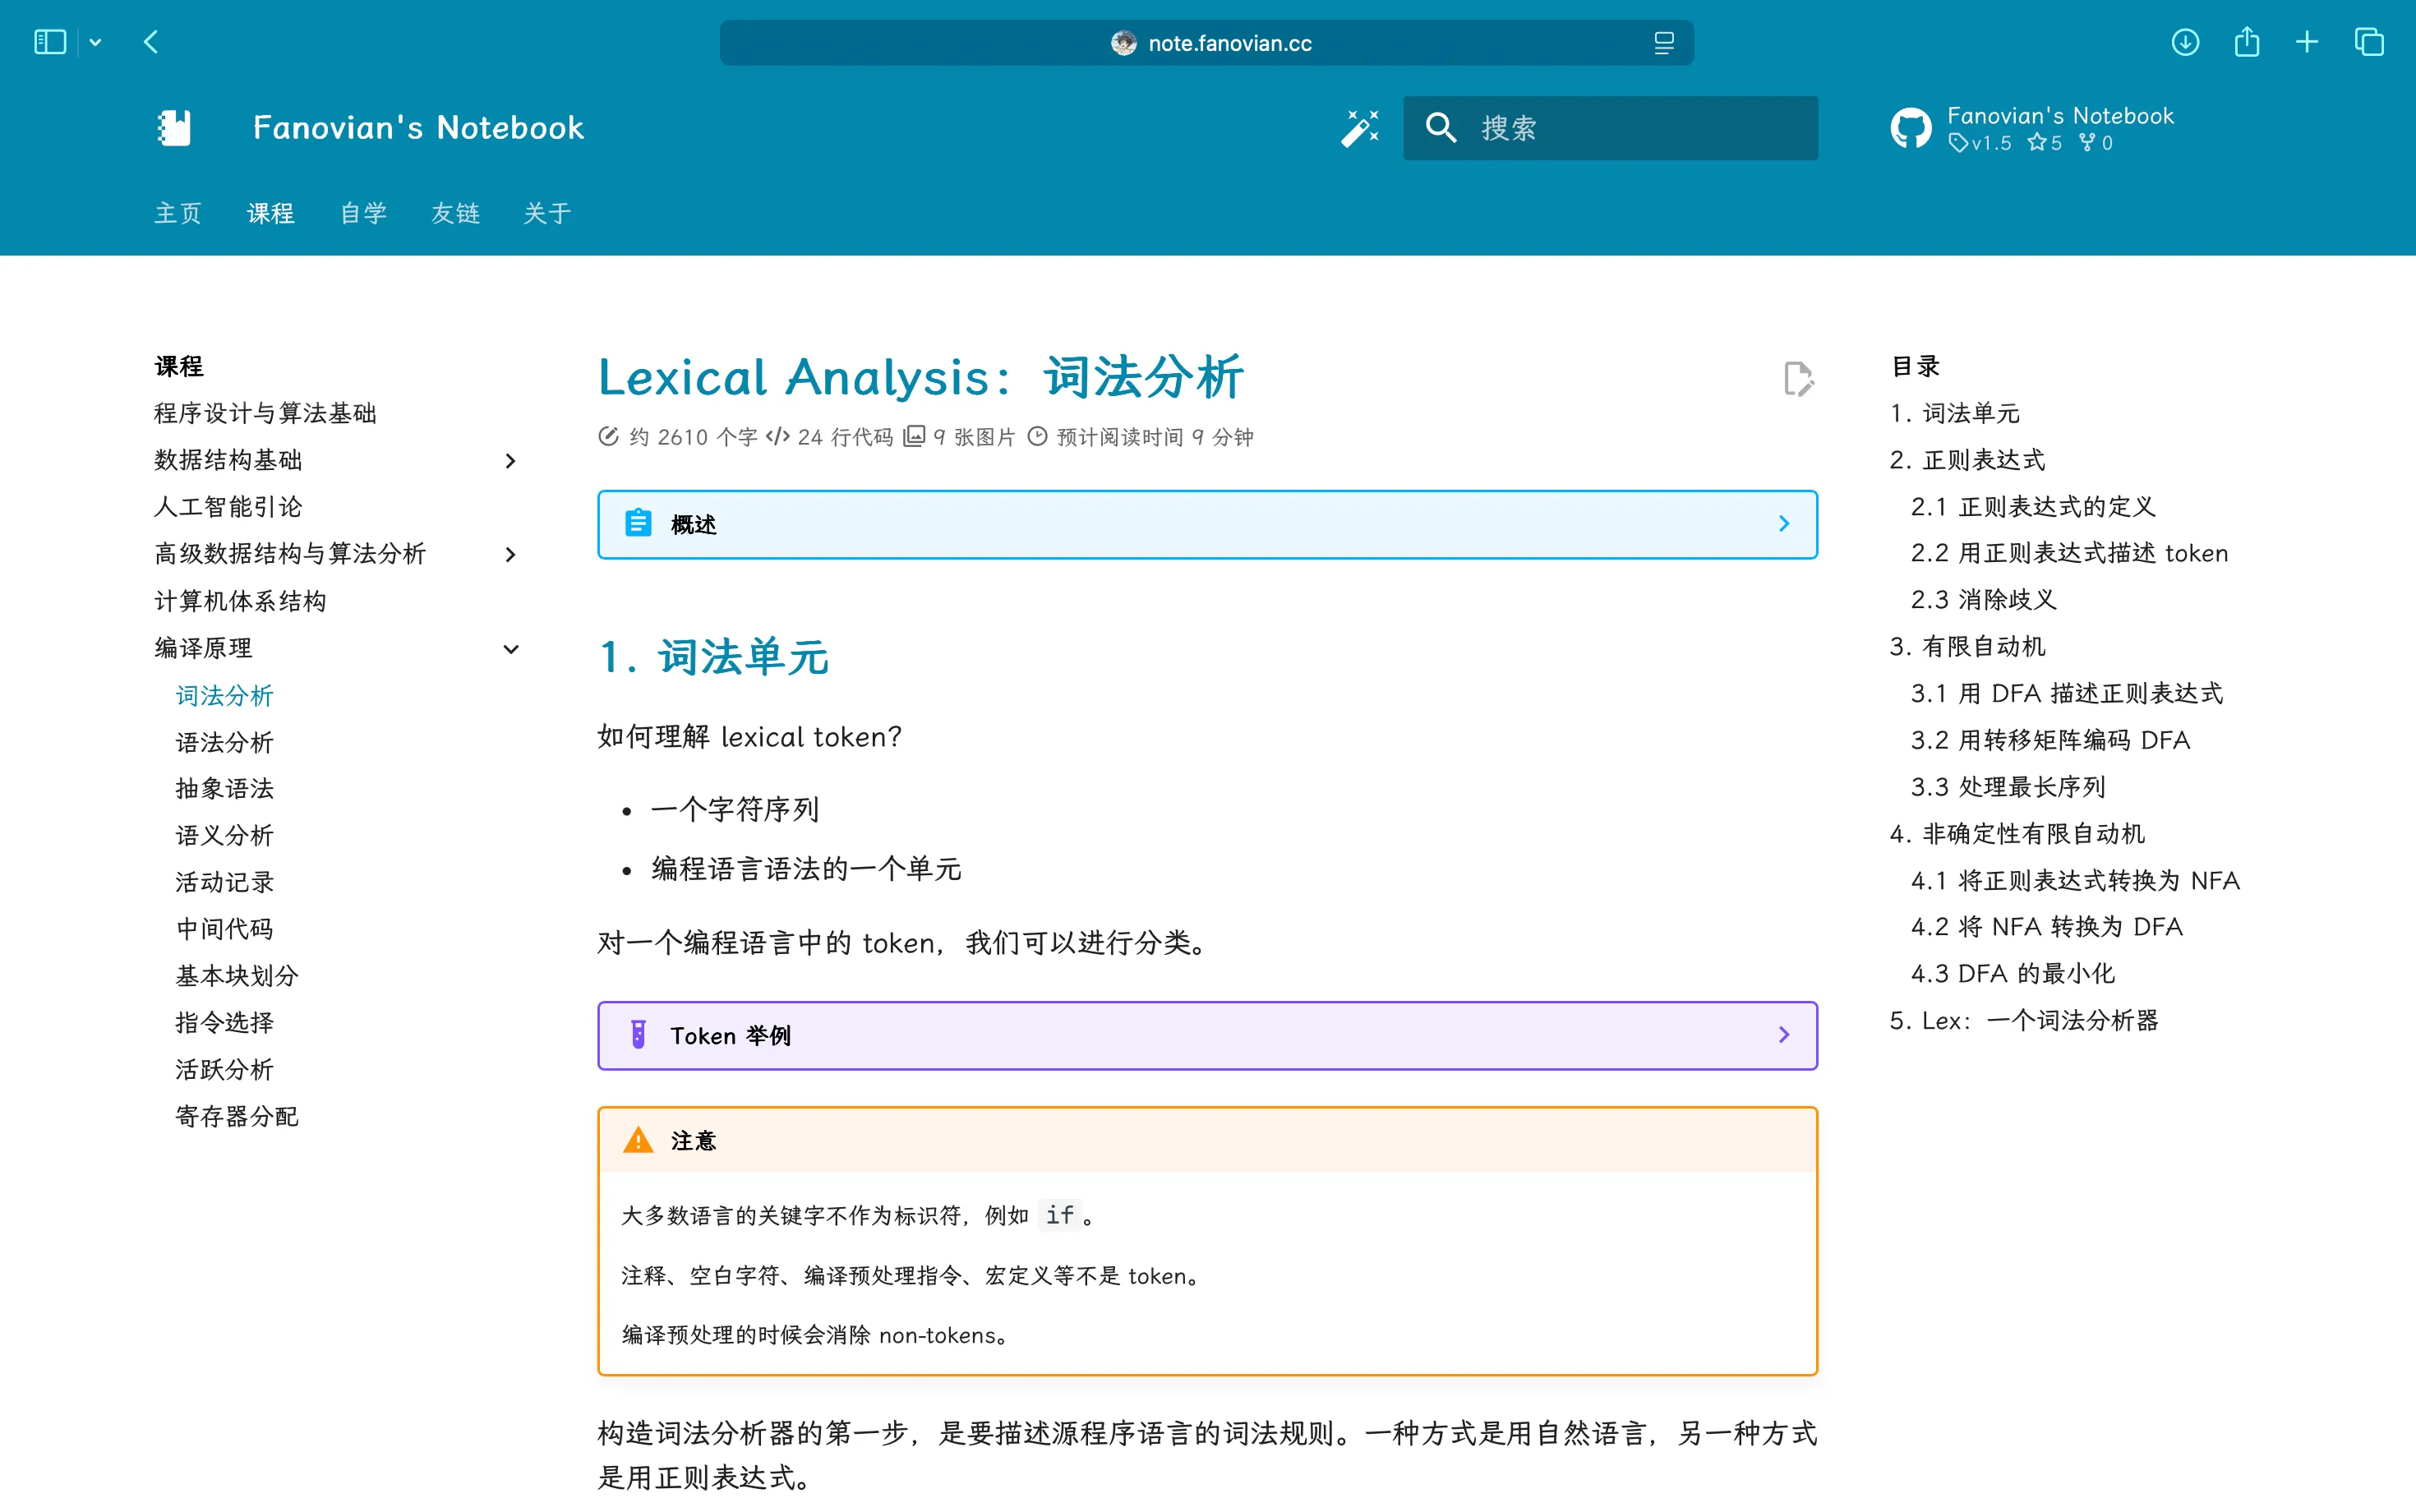 note.fanovian.cc
Fanovian's Notebook
搜索
Fanovian's Notebook
v1.5 5 0
主页 课程 自学 友链 关于
课程
程序设计与算法基础
数据结构基础
人工智能引论
高级数据结构与算法分析
计算机体系结构
编译原理
词法分析
语法分析
抽象语法
语义分析
活动记录
中间代码
基本块划分
指令选择
活跃分析
寄存器分配
Lexical Analysis：词法分析
约 2610 个字 </> 24 行代码 9 张图片 预计阅读时间 9 分钟
概述
1. 词法单元
如何理解 lexical token?
• 一个字符序列
• 编程语言语法的一个单元
对一个编程语言中的 token，我们可以进行分类。
Token 举例
注意
大多数语言的关键字不作为标识符，例如 if。
注释、空白字符、编译预处理指令、宏定义等不是 token。
编译预处理的时候会消除 non-tokens。
构造词法分析器的第一步，是要描述源程序语言的词法规则。一种方式是用自然语言，另一种方式
是用正则表达式。
目录
1. 词法单元
2. 正则表达式
2.1 正则表达式的定义
2.2 用正则表达式描述 token
2.3 消除歧义
3. 有限自动机
3.1 用 DFA 描述正则表达式
3.2 用转移矩阵编码 DFA
3.3 处理最长序列
4. 非确定性有限自动机
4.1 将正则表达式转换为 NFA
4.2 将 NFA 转换为 DFA
4.3 DFA 的最小化
5. Lex：一个词法分析器